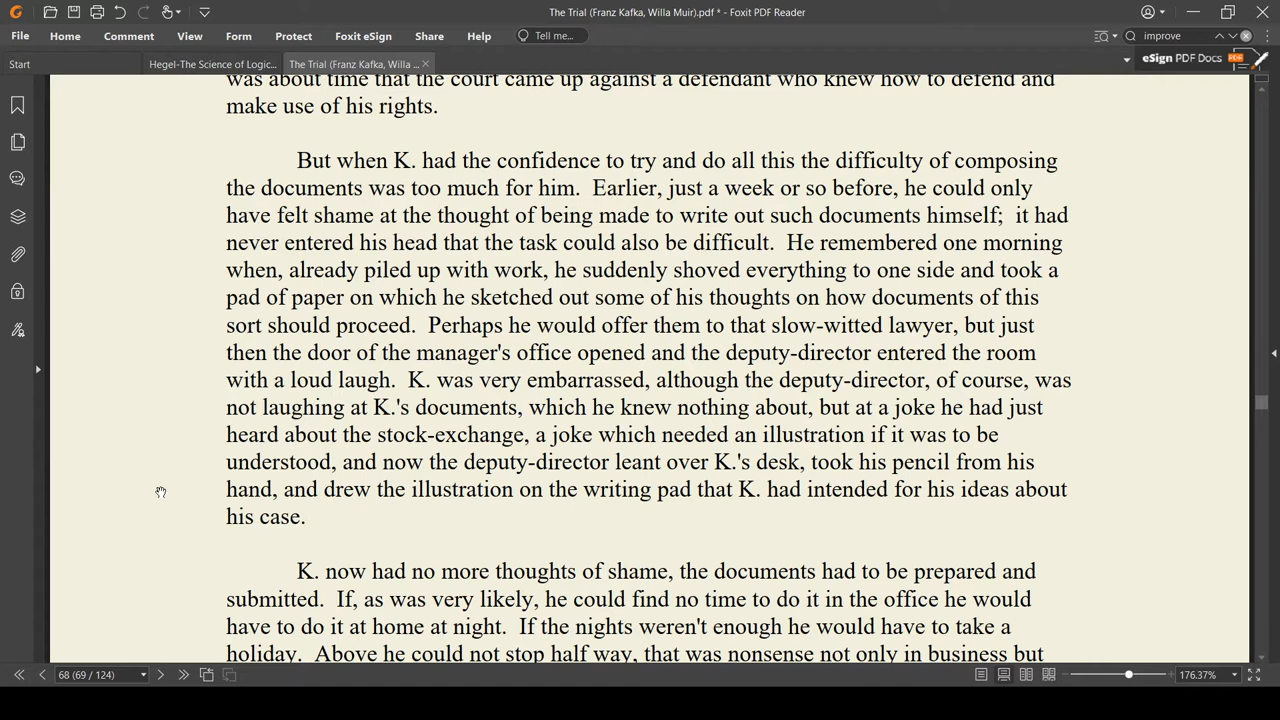 The Trial (Franz Kafka, Willa Muir).pdf * - Foxit PDF Reader
File Home Comment View Form Protect Foxit eSign Share Help Tell me... improve
Start Hegel-The Science of Logic... The Trial (Franz Kafka, Willa ... eSign PDF Docs
was about time that the court came up against a defendant who knew how to defend and
make use of his rights.
But when K. had the confidence to try and do all this the difficulty of composing
the documents was too much for him.  Earlier, just a week or so before, he could only
have felt shame at the thought of being made to write out such documents himself;  it had
never entered his head that the task could also be difficult.  He remembered one morning
when, already piled up with work, he suddenly shoved everything to one side and took a
pad of paper on which he sketched out some of his thoughts on how documents of this
sort should proceed.  Perhaps he would offer them to that slow-witted lawyer, but just
then the door of the manager's office opened and the deputy-director entered the room
with a loud laugh.  K. was very embarrassed, although the deputy-director, of course, was
not laughing at K.'s documents, which he knew nothing about, but at a joke he had just
heard about the stock-exchange, a joke which needed an illustration if it was to be
understood, and now the deputy-director leant over K.'s desk, took his pencil from his
hand, and drew the illustration on the writing pad that K. had intended for his ideas about
his case.
K. now had no more thoughts of shame, the documents had to be prepared and
submitted.  If, as was very likely, he could find no time to do it in the office he would
have to do it at home at night.  If the nights weren't enough he would have to take a
holiday.  Above he could not stop half way, that was nonsense not only in business but
68 (69 / 124) 176.37%